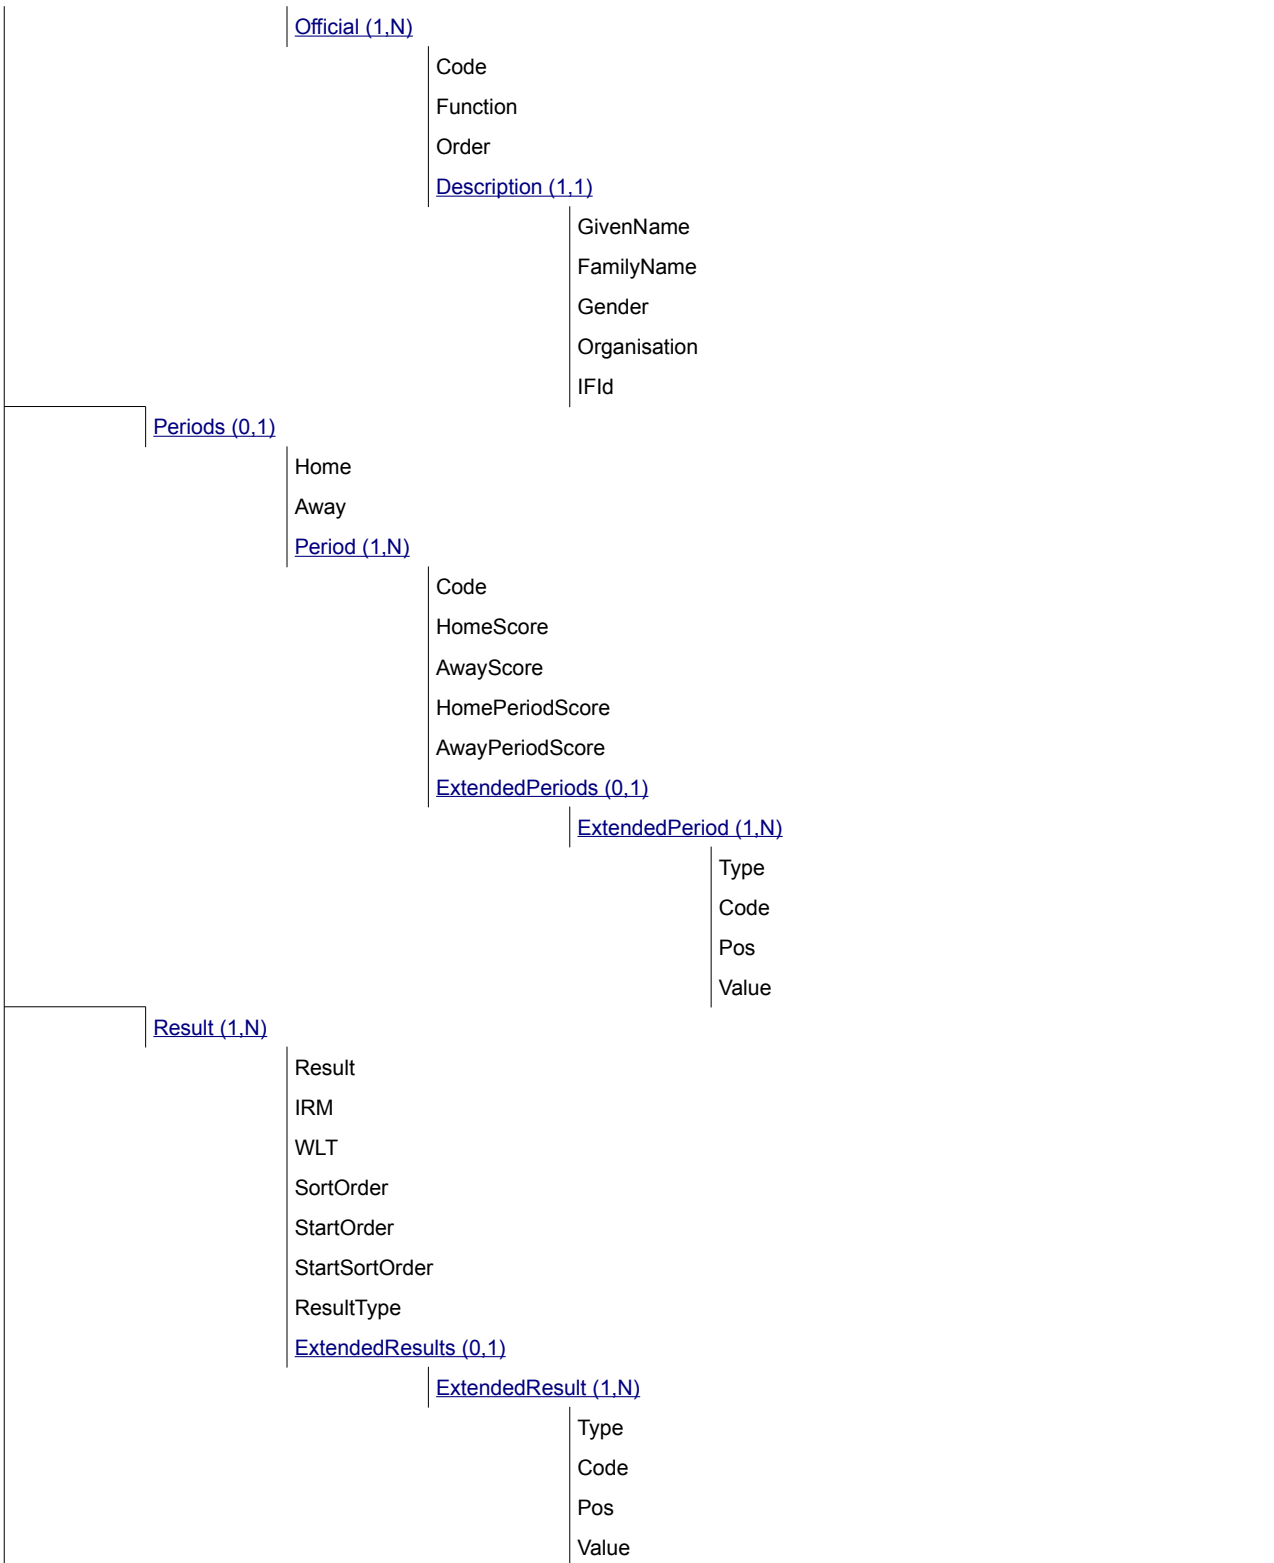 Official (1,N)
Code
Function
Order
Description (1,1)
GivenName
FamilyName
Gender
Organisation
IFId
Periods (0,1)
Home
Away
Period (1,N)
Code
HomeScore
AwayScore
HomePeriodScore
AwayPeriodScore
ExtendedPeriods (0,1)
ExtendedPeriod (1,N)
Type
Code
Pos
Value
Result (1,N)
Result
IRM
WLT
SortOrder
StartOrder
StartSortOrder
ResultType
ExtendedResults (0,1)
ExtendedResult (1,N)
Type
Code
Pos
Value